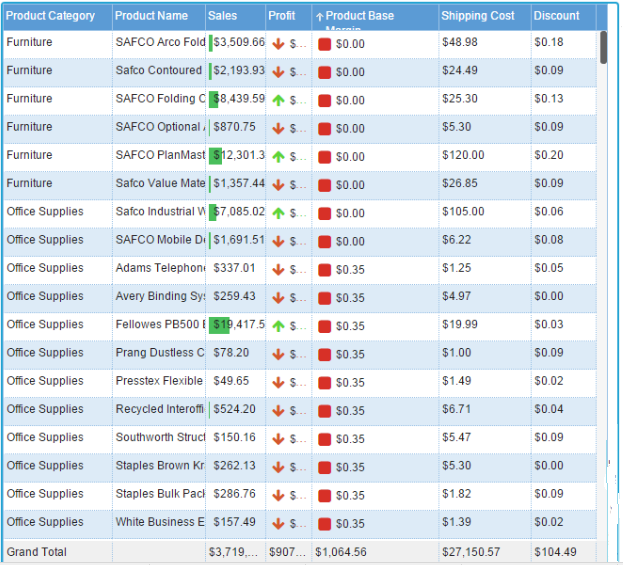 Product Category Product Name Sales Profit Product Base Margin Shipping Cost Discount
Furniture SAFCO Arco Fold $3,509.66 $... $0.00 $48.98 $0.18
Furniture Safco Contoured $2,193.93 $... $0.00 $24.49 $0.09
Furniture SAFCO Folding C $8,439.59 $... $0.00 $25.30 $0.13
Furniture SAFCO Optional $870.75 $... $0.00 $5.30 $0.09
Furniture SAFCO PlanMast $12,301.3 $... $0.00 $120.00 $0.20
Furniture Safco Value Mate $1,357.44 $... $0.00 $26.85 $0.09
Office Supplies Safco Industrial W $7,085.02 $... $0.00 $105.00 $0.06
Office Supplies SAFCO Mobile De $1,691.51 $... $0.00 $6.22 $0.08
Office Supplies Adams Telephon $337.01 $... $0.35 $1.25 $0.05
Office Supplies Avery Binding Sy $259.43 $... $0.35 $4.97 $0.00
Office Supplies Fellowes PB500 $19,417.5 $... $0.35 $19.99 $0.03
Office Supplies Prang Dustless C $78.20 $... $0.35 $1.00 $0.09
Office Supplies Presstex Flexible $49.65 $... $0.35 $1.49 $0.02
Office Supplies Recycled Interoffi $524.20 $... $0.35 $6.71 $0.04
Office Supplies Southworth Struct $150.16 $... $0.35 $5.47 $0.09
Office Supplies Staples Brown Kr $262.13 $... $0.35 $5.30 $0.00
Office Supplies Staples Bulk Pack $286.76 $... $0.35 $1.82 $0.09
Office Supplies White Business E $157.49 $... $0.35 $1.39 $0.02
Grand Total $3,719,... $907... $1,064.56 $27,150.57 $104.49